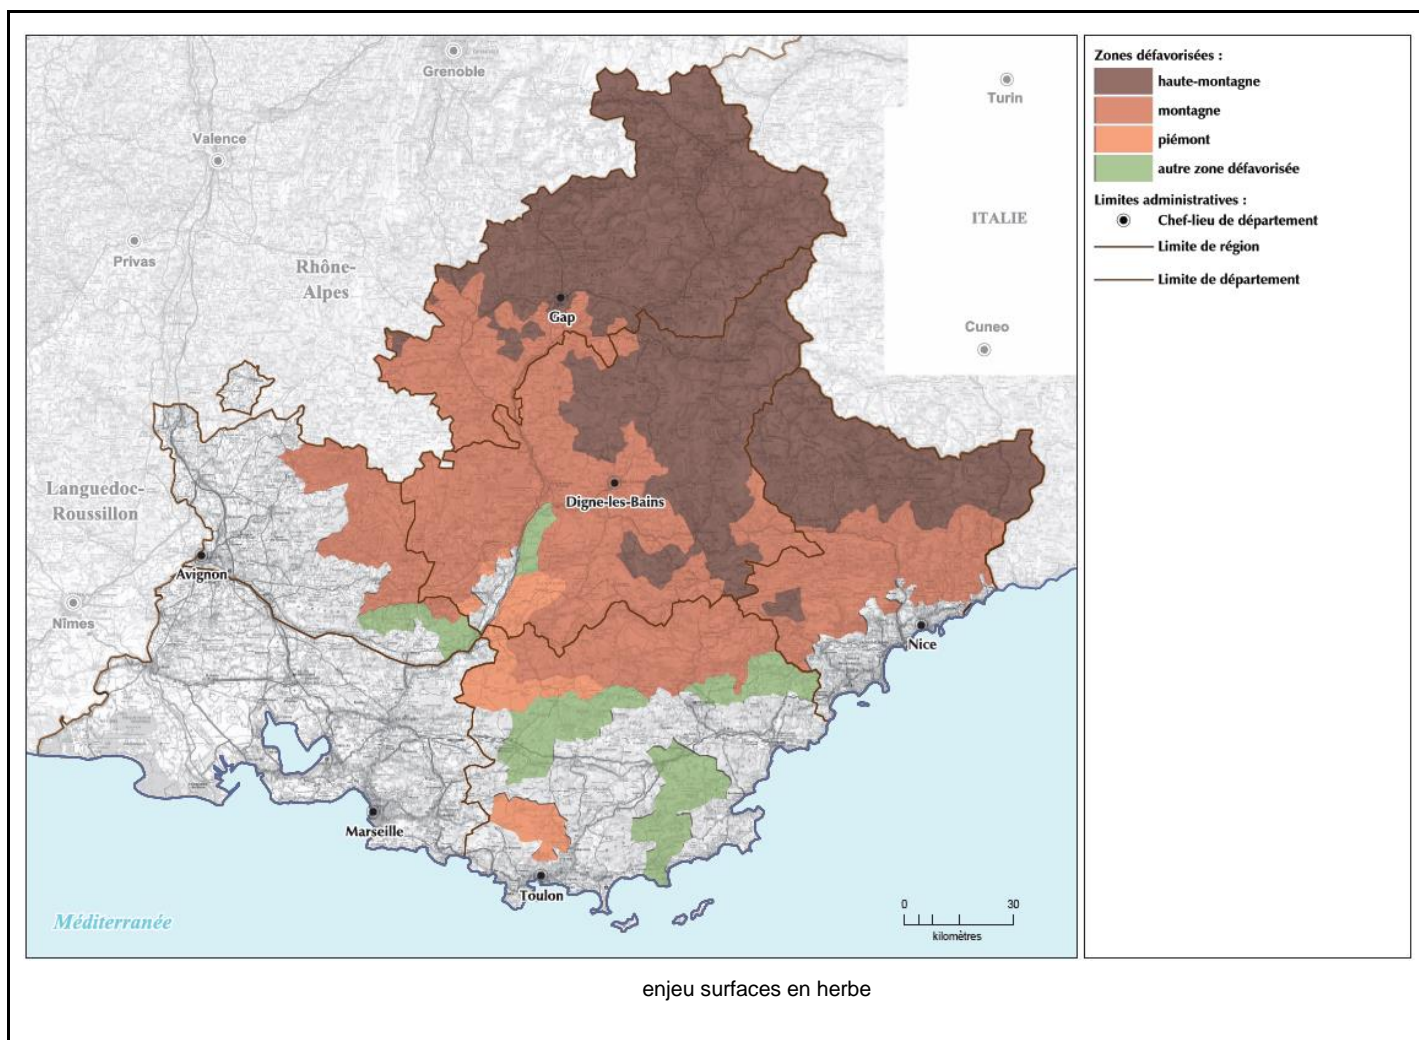 Grenoble
Turin
Valence
ITALIE
Privas
Rhône-
Alpes
Gap
Cuneo
Languedoc-
Roussillon
Digne-les-Bains
Avignon
Nîmes
Nice
Marseille
Toulon
Méditerranée
0 30
kilomètres
Zones défavorisées :
haute-montagne
montagne
piémont
autre zone défavorisée
Limites administratives :
Chef-lieu de département
Limite de région
Limite de département
enjeu surfaces en herbe